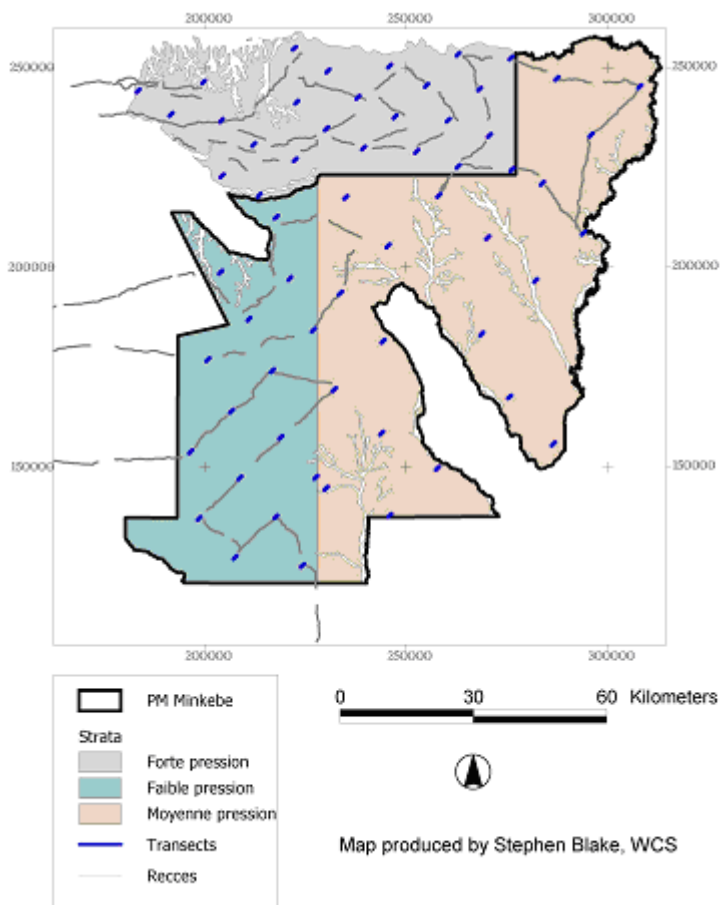 200000 250000 300000
250000 250000
200000 200000
150000 150000
200000 250000 300000
PM Minkebe
Strata
Forte pression
Faible pression
Moyenne pression
Transects
Recces
0 30 60 Kilometers
Map produced by Stephen Blake, WCS